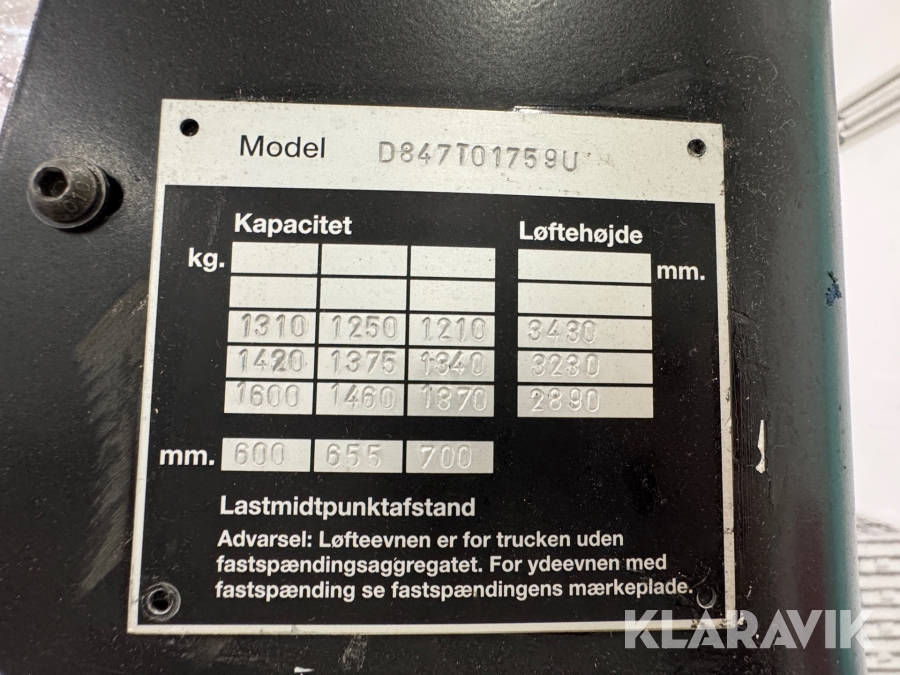 Model D847T01759U
Kapacitet Løftehøjde
kg. mm.
1310 1250 1210 3430
1420 1375 1340 3230
1600 1460 1370 2890
mm. 600 655 700
Lastmidtpunktafstand
Advarsel: Løfteevnen er for trucken uden
fastspændingsaggregatet. For ydeevnen med
fastspænding se fastspændingens mærkeplade.
KLARAVIK